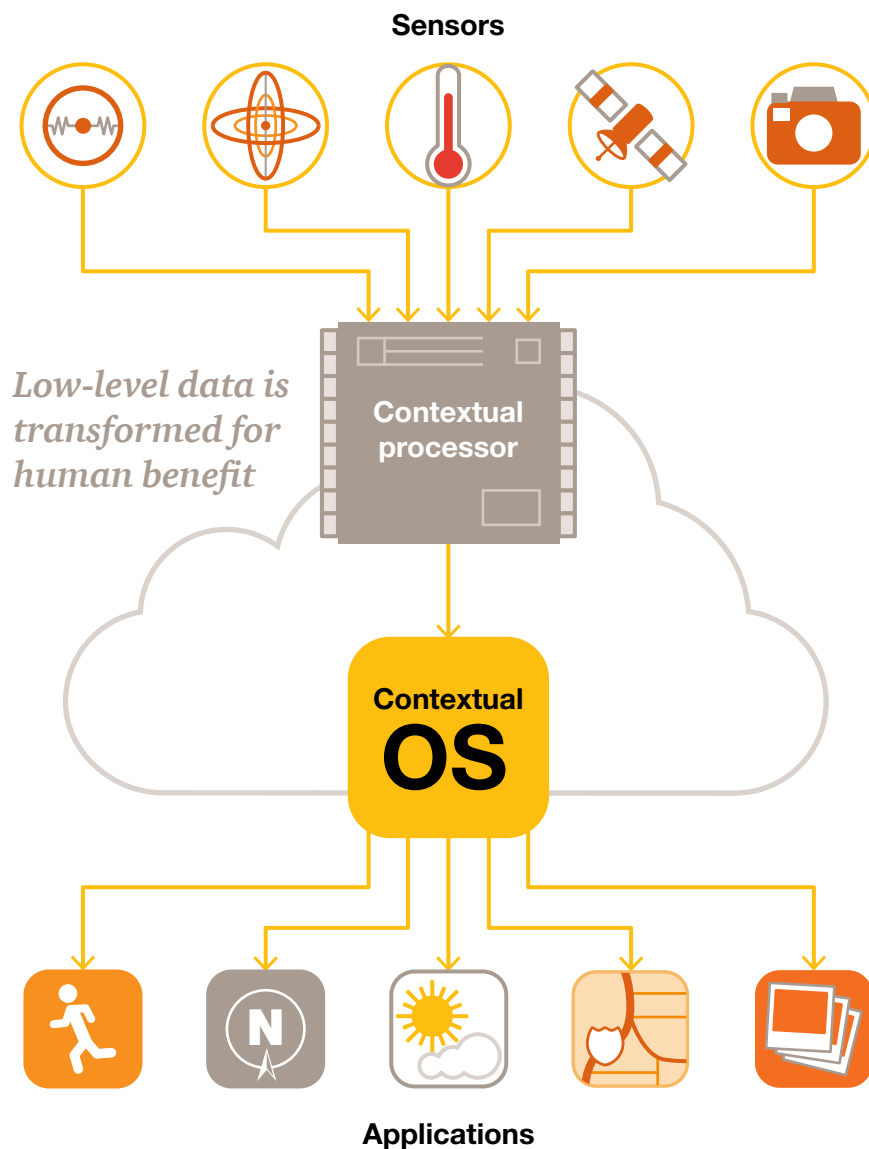 Sensors
Low-level data is
transformed for
human benefit
Contextual
processor
Contextual
OS
N
Applications